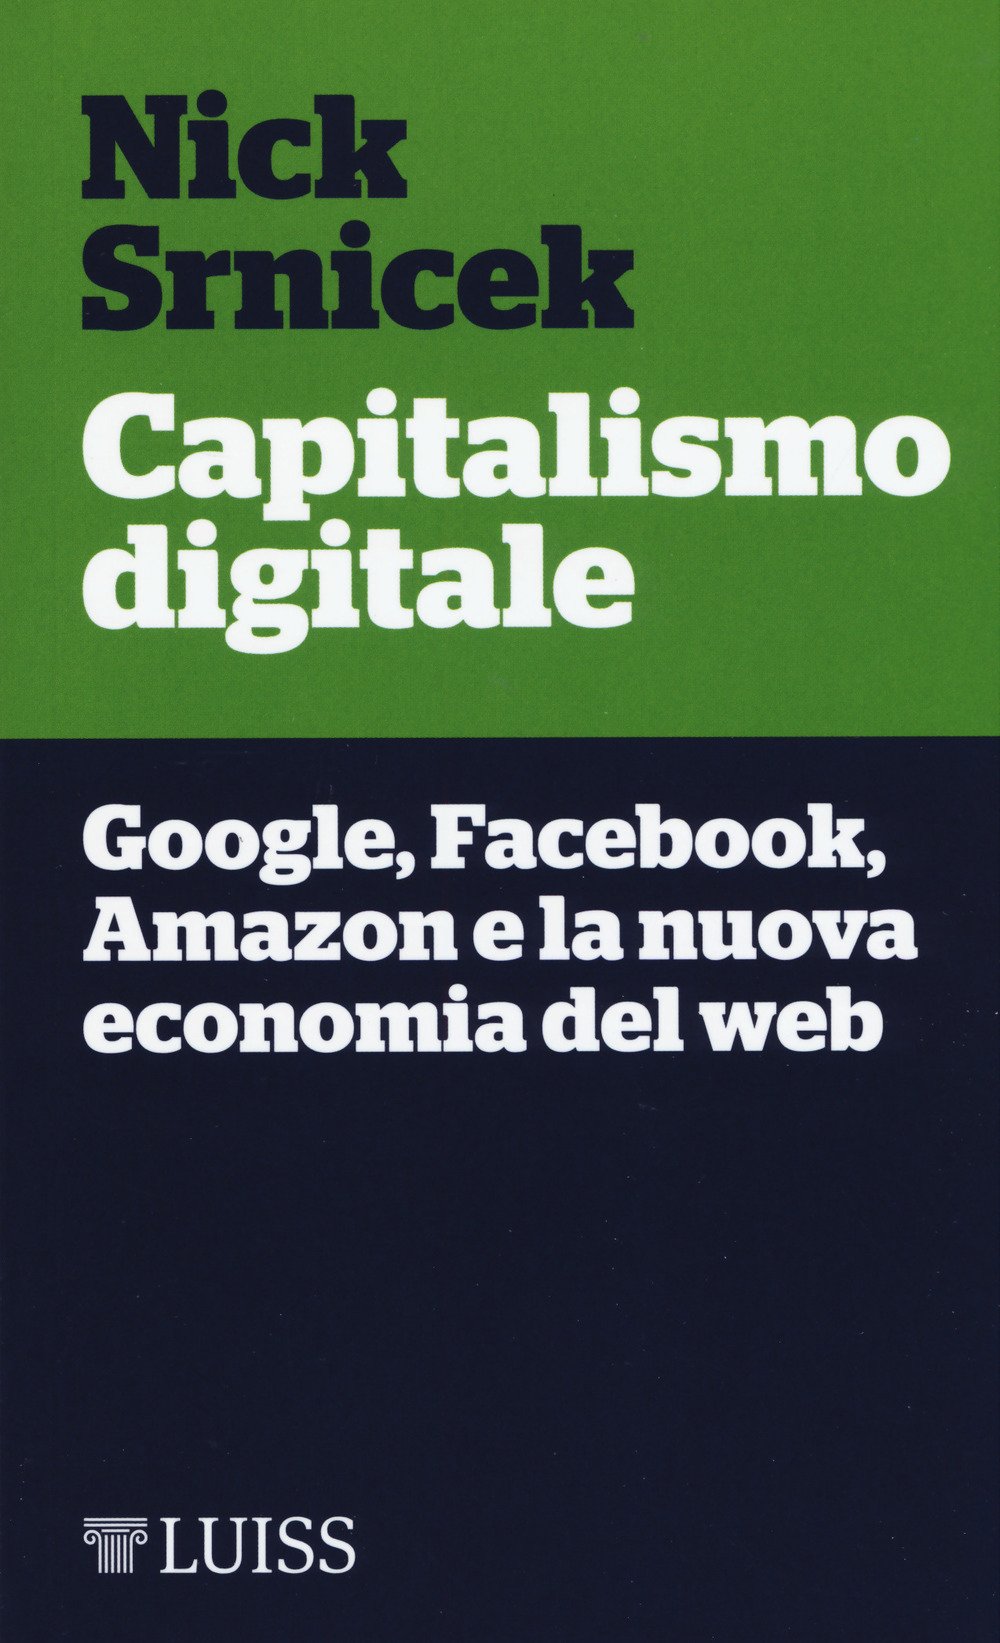 Nick
Srnicek
Capitalismo
digitale
Google, Facebook,
Amazon e la nuova
economia del web
LUISS